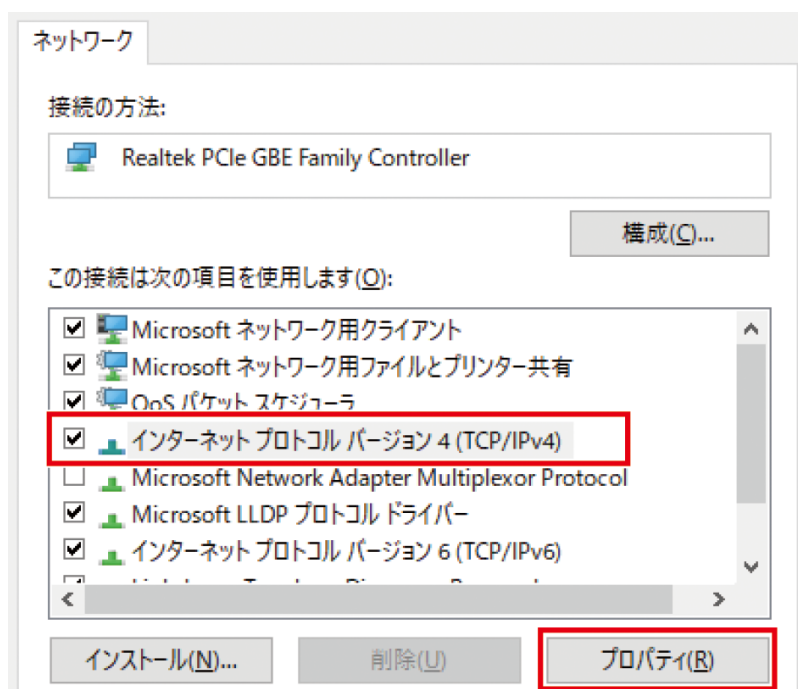 ネットワーク
接続の方法:
Realtek PCIe GBE Family Controller
構成(C)...
この接続は次の項目を使用します(O):
Microsoft ネットワーク用クライアント
Microsoft ネットワーク用ファイルとプリンター共有
QoS パケット スケジューラ
インターネット プロトコル バージョン 4 (TCP/IPv4)
Microsoft Network Adapter Multiplexor Protocol
Microsoft LLDP プロトコル ドライバー
インターネット プロトコル バージョン 6 (TCP/IPv6)
インストール(N)...
削除(U)
プロパティ(R)